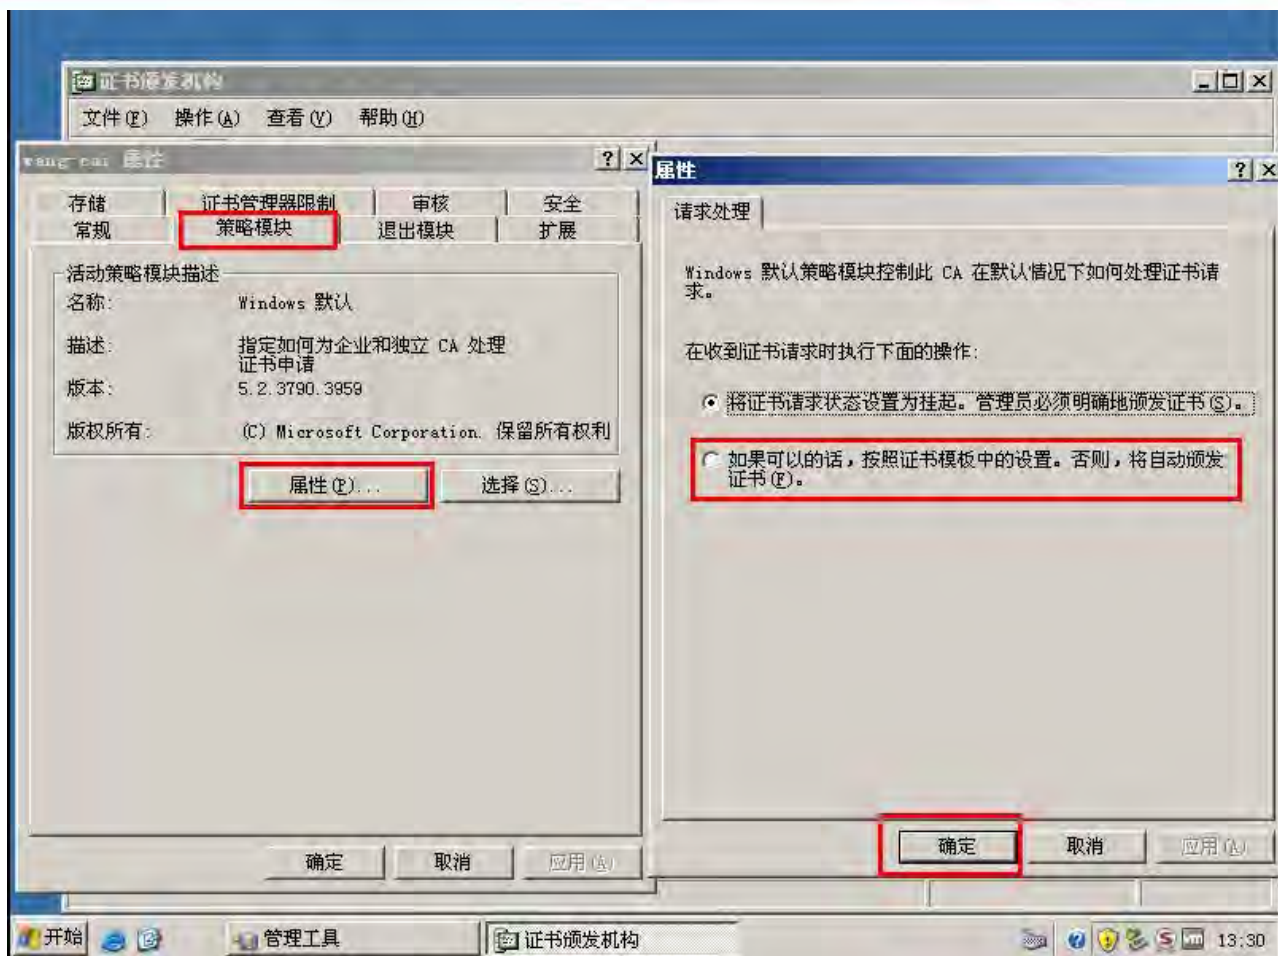 证书颁发机构
文件(F) 操作(A) 查看(V) 帮助(H)
wang-cai 属性
存储 证书管理器限制 审核 安全
常规 策略模块 退出模块 扩展
活动策略模块描述
名称: Windows 默认
描述: 指定如何为企业和独立 CA 处理
证书申请
版本: 5.2.3790.3959
版权所有: (C) Microsoft Corporation. 保留所有权利
属性(P)... 选择(S)...
确定 取消 应用(A)
属性
请求处理
Windows 默认策略模块控制此 CA 在默认情况下如何处理证书请
求。
在收到证书请求时执行下面的操作:
将证书请求状态设置为挂起。管理员必须明确地颁发证书(S)。
如果可以的话,按照证书模板中的设置。否则,将自动颁发
证书(F)。
确定 取消 应用(A)
开始 管理工具 证书颁发机构 13:30